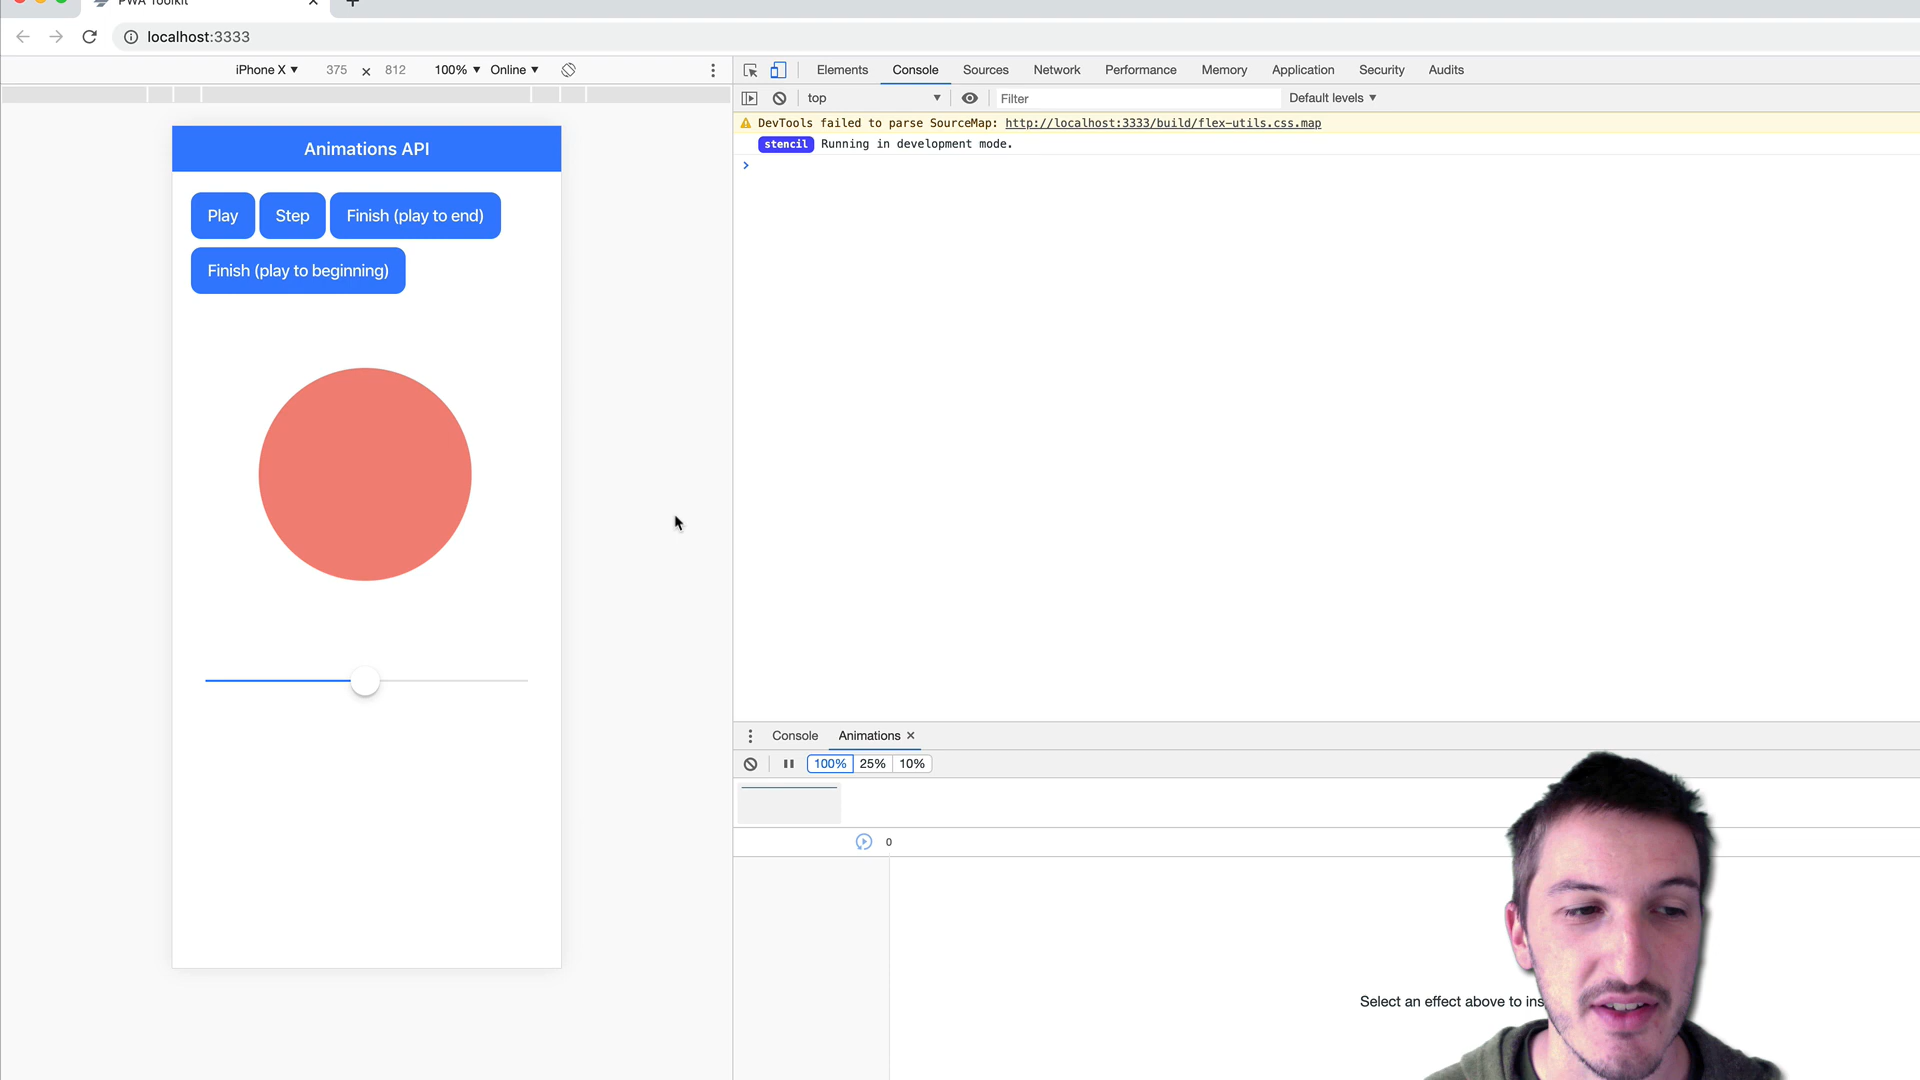 PWA Toolkit
localhost:3333
iPhone X ▼ 375 x 812 100% ▼ Online ▼
Elements Console Sources Network Performance Memory Application Security Audits
top ▼ Filter Default levels ▼
DevTools failed to parse SourceMap: http://localhost:3333/build/flex-utils.css.map
stencil Running in development mode.
Animations API
Play Step Finish (play to end)
Finish (play to beginning)
Console Animations ×
100% 25% 10%
0
Select an effect above to ins